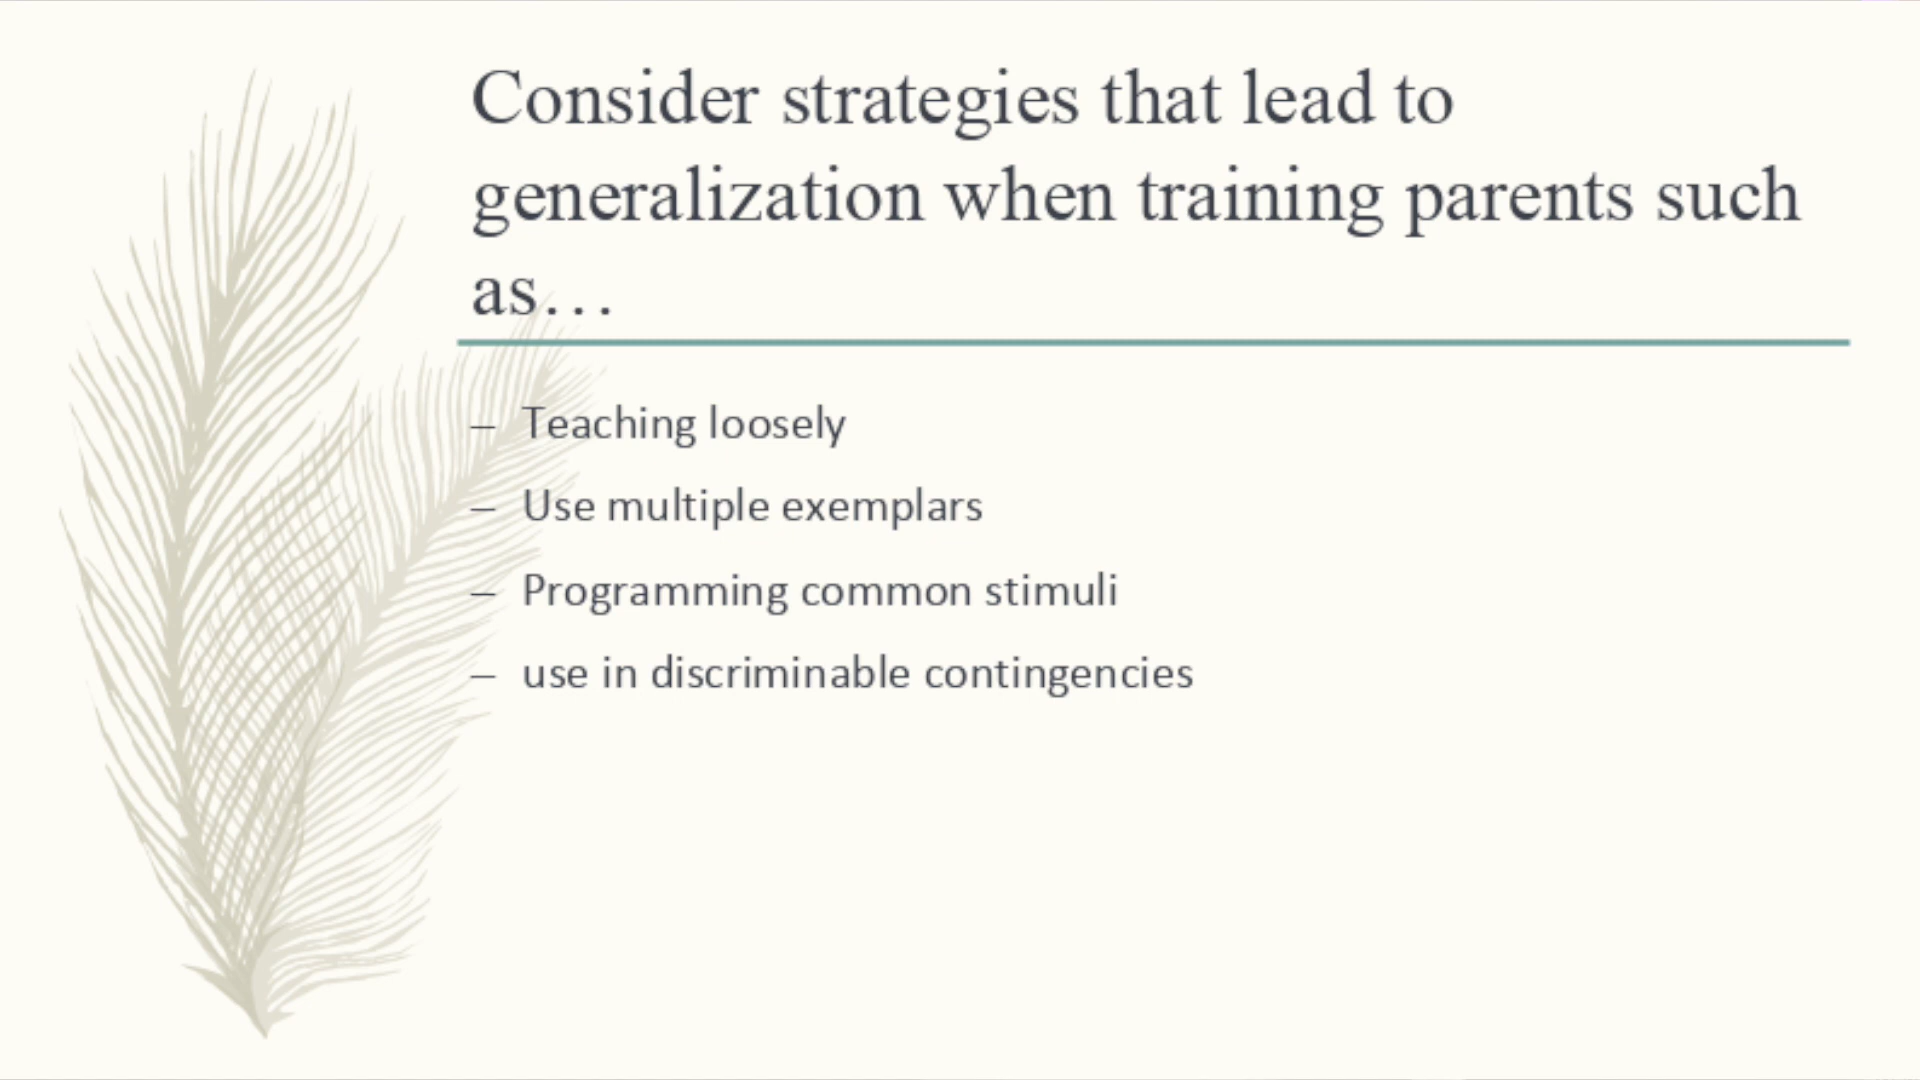 Consider strategies that lead to
generalization when training parents such
as…
– Teaching loosely
– Use multiple exemplars
– Programming common stimuli
– use in discriminable contingencies